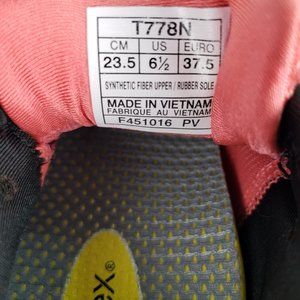 T778N
CM US EURO
23.5 6½ 37.5
SYNTHETIC FIBER UPPER / RUBBER SOLE
MADE IN VIETNAM
FABRIQUE AU VIETNAM
F451016 PV
ex®